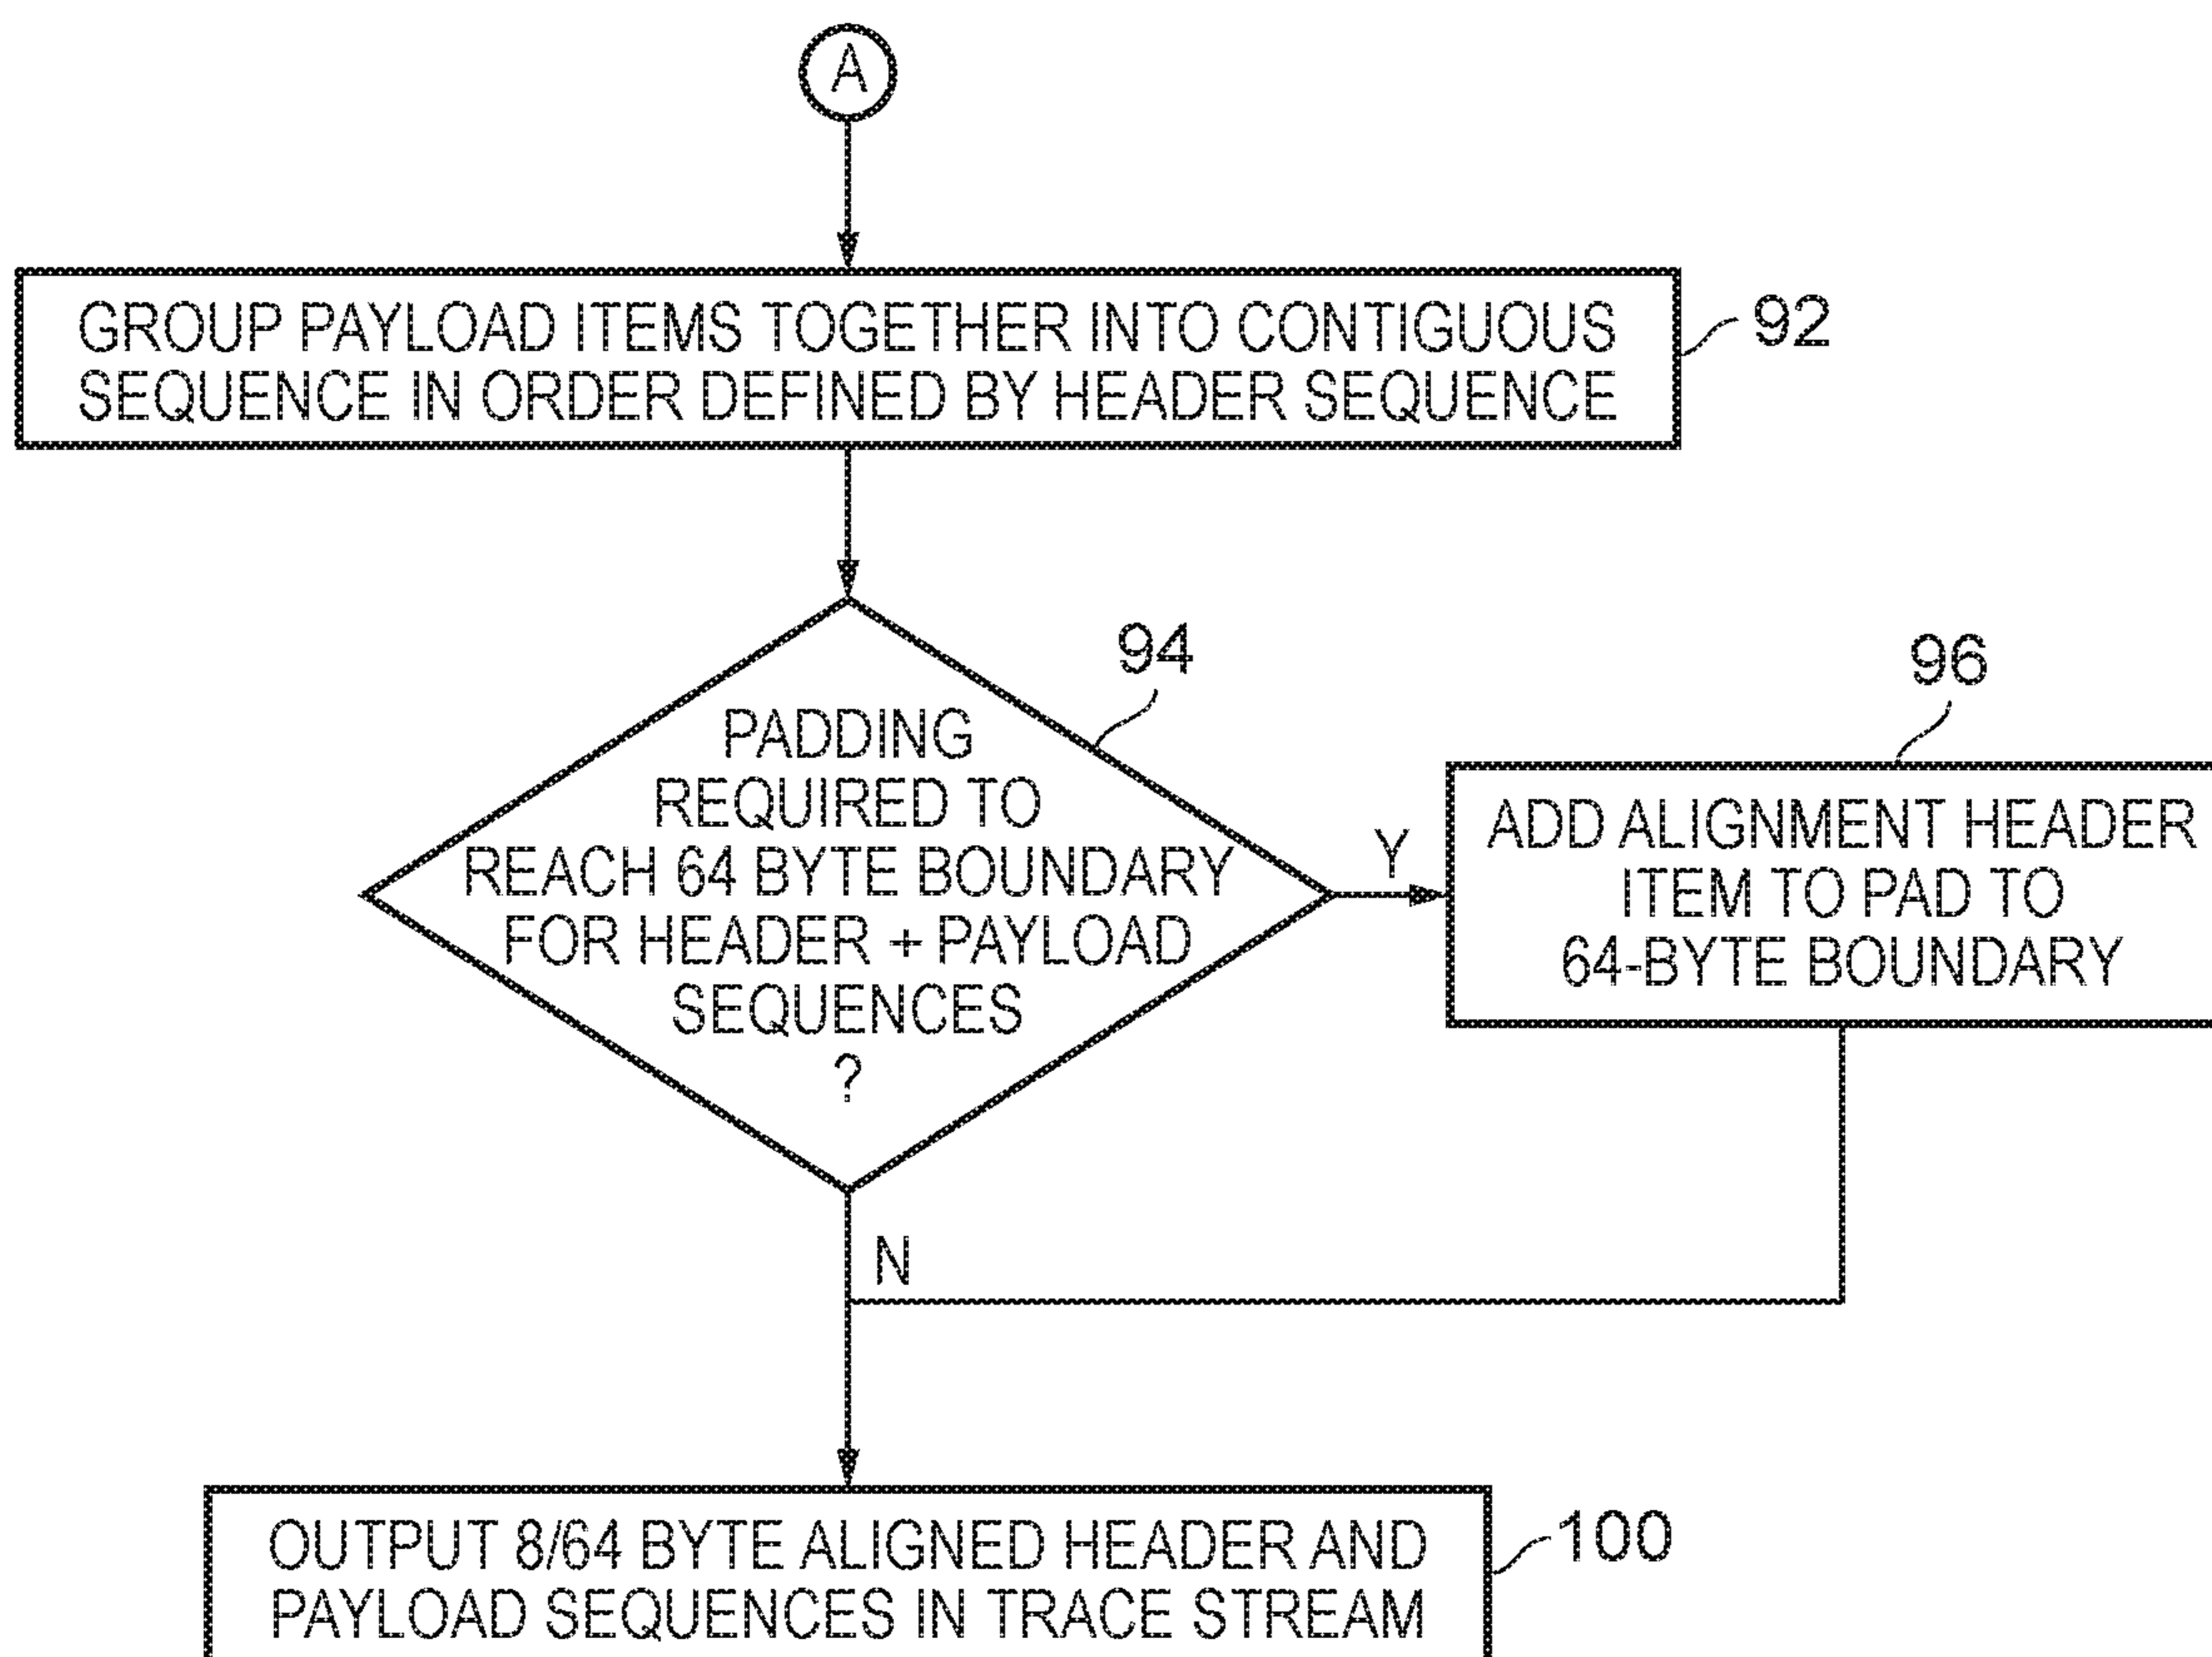 A
GROUP PAYLOAD ITEMS TOGETHER INTO CONTIGUOUS
SEQUENCE IN ORDER DEFINED BY HEADER SEQUENCE
92
94
PADDING
REQUIRED TO
REACH 64 BYTE BOUNDARY
FOR HEADER + PAYLOAD
SEQUENCES
?
Y
96
ADD ALIGNMENT HEADER
ITEM TO PAD TO
64-BYTE BOUNDARY
N
OUTPUT 8/64 BYTE ALIGNED HEADER AND
PAYLOAD SEQUENCES IN TRACE STREAM
100